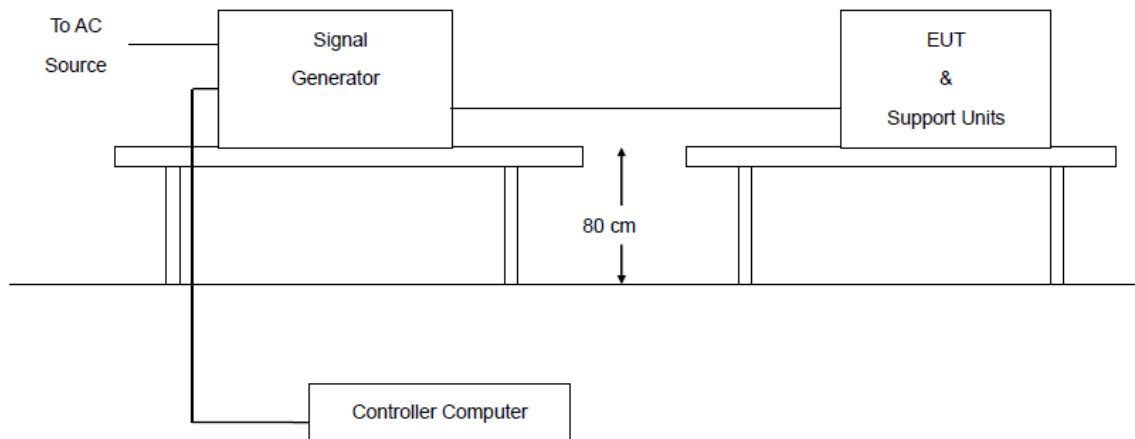 To AC
Source
Signal
Generator
EUT
&
Support Units
80 cm
Controller Computer